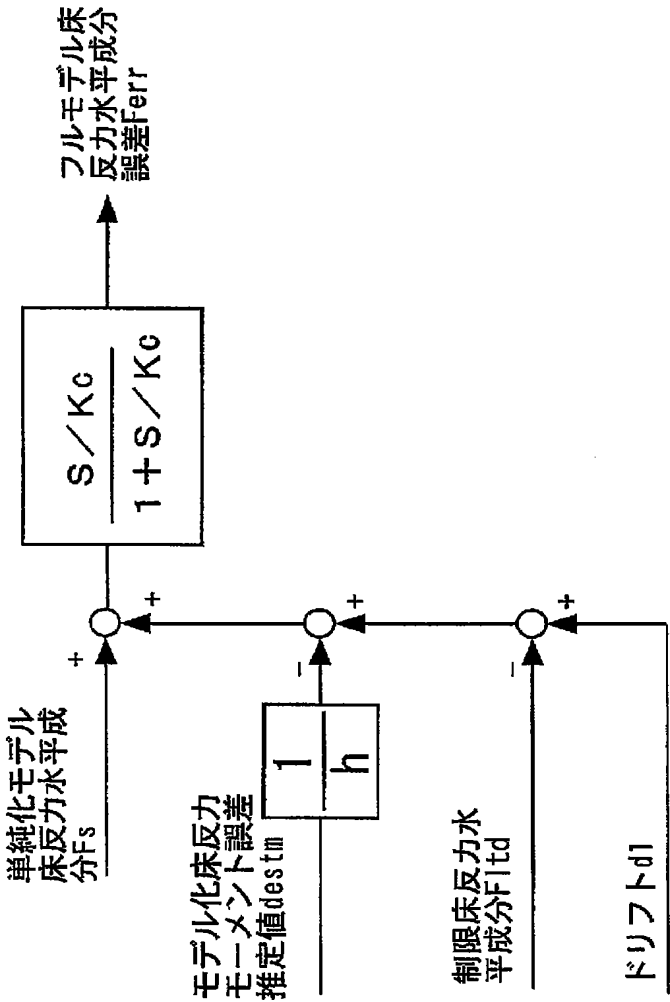 単純化モデル
床反力水平成
分Fs
+
+
S/Kc
1+S/Kc
フルモデル床
反力水平成分
誤差Ferr
モデル化床反力
モーメント誤差
推定値destm
1
h
-
+
制限床反力水
平成分Fltd
-
+
ドリフトd1